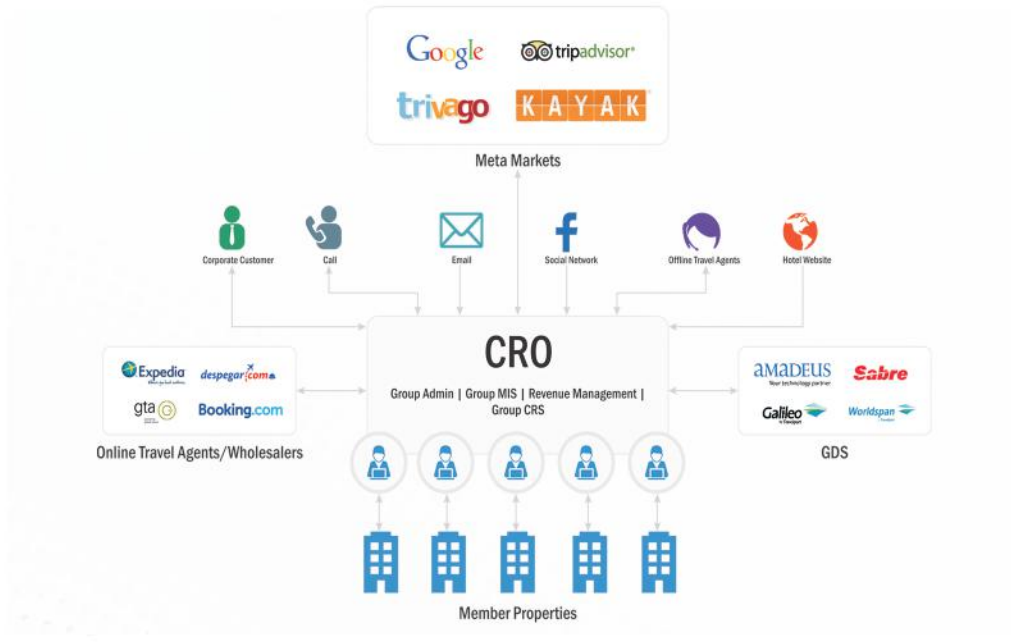 Google
tripadvisor®
trivago
KAYAK
Meta Markets
Corporate Customer
Call
Email
Social Network
Offline Travel Agents
Hotel Website
CRO
Group Admin | Group MIS | Revenue Management |
Group CRS
Expedia
despegar.com
gta
Booking.com
Online Travel Agents/Wholesalers
amadeus
Your technology partner
Sabre
Galileo
Worldspan
GDS
Member Properties